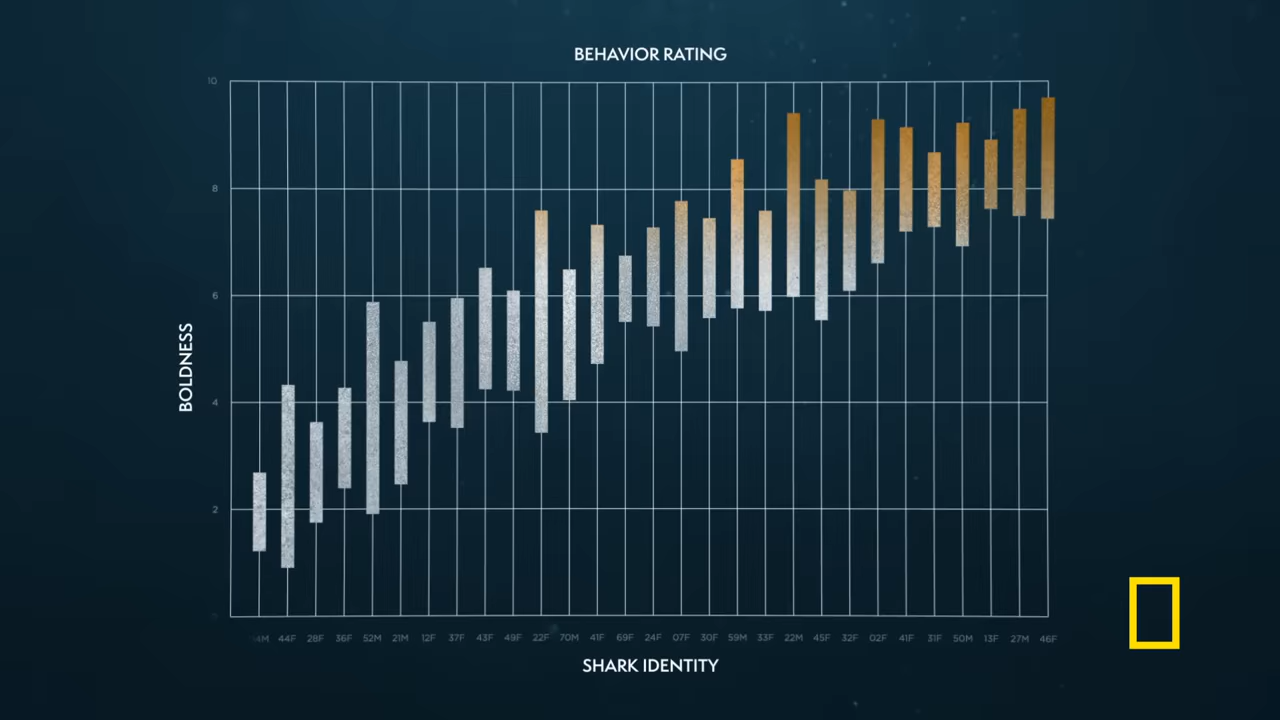 BEHAVIOR RATING
10
8
6
4
2
BOLDNESS
44F 28F 36F 52M 21M 12F 37F 43F 49F 22F 70M 41F 69F 24F 07F 30F 59M 33F 22M 45F 32F 02F 41F 31F 50M 13F 27M 46F
SHARK IDENTITY